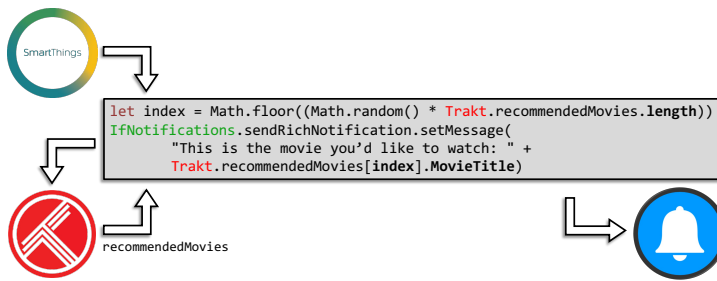 SmartThings
let index = Math.floor((Math.random() * Trakt.recommendedMovies.length))
IfNotifications.sendRichNotification.setMessage(
"This is the movie you’d like to watch: " +
Trakt.recommendedMovies[index].MovieTitle)
recommendedMovies